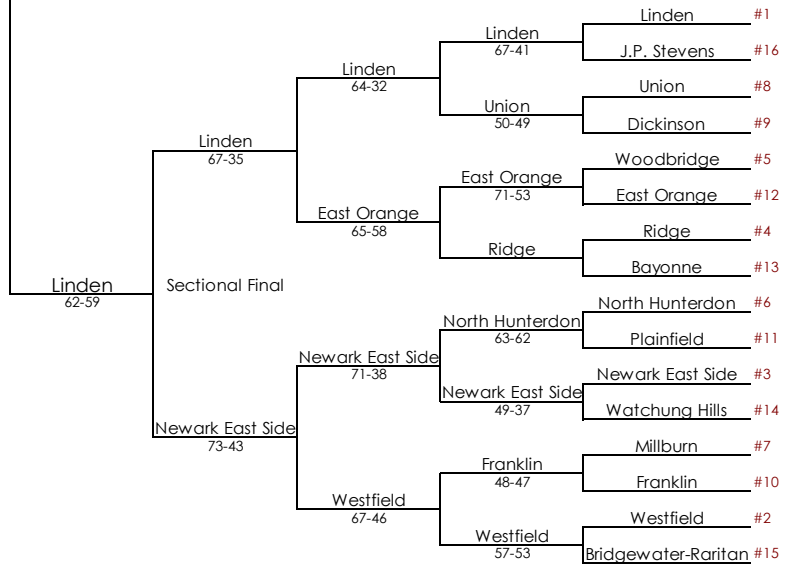 Linden #1
Linden
67-41
J.P. Stevens #16
Linden
64-32
Union #8
Union
50-49
Dickinson #9
Linden
67-35
Woodbridge #5
East Orange
71-53
East Orange #12
East Orange
65-58
Ridge #4
Ridge
Bayonne #13
Linden
62-59
Sectional Final
North Hunterdon #6
North Hunterdon
63-62
Plainfield #11
Newark East Side
71-38
Newark East Side #3
Newark East Side
49-37
Watchung Hills #14
Newark East Side
73-43
Millburn #7
Franklin
48-47
Franklin #10
Westfield
67-46
Westfield #2
Westfield
57-53
Bridgewater-Raritan #15